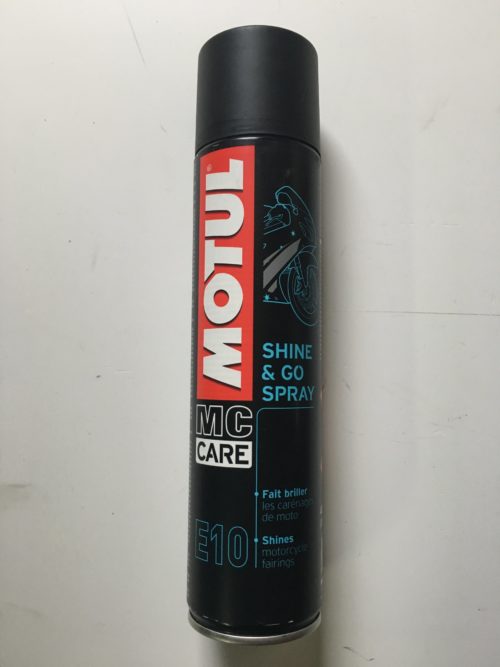 MOTUL®
SHINE
& GO
SPRAY
MC
CARE
E10
Fait briller
les carénages
de moto
Shines
motorcycle
fairings